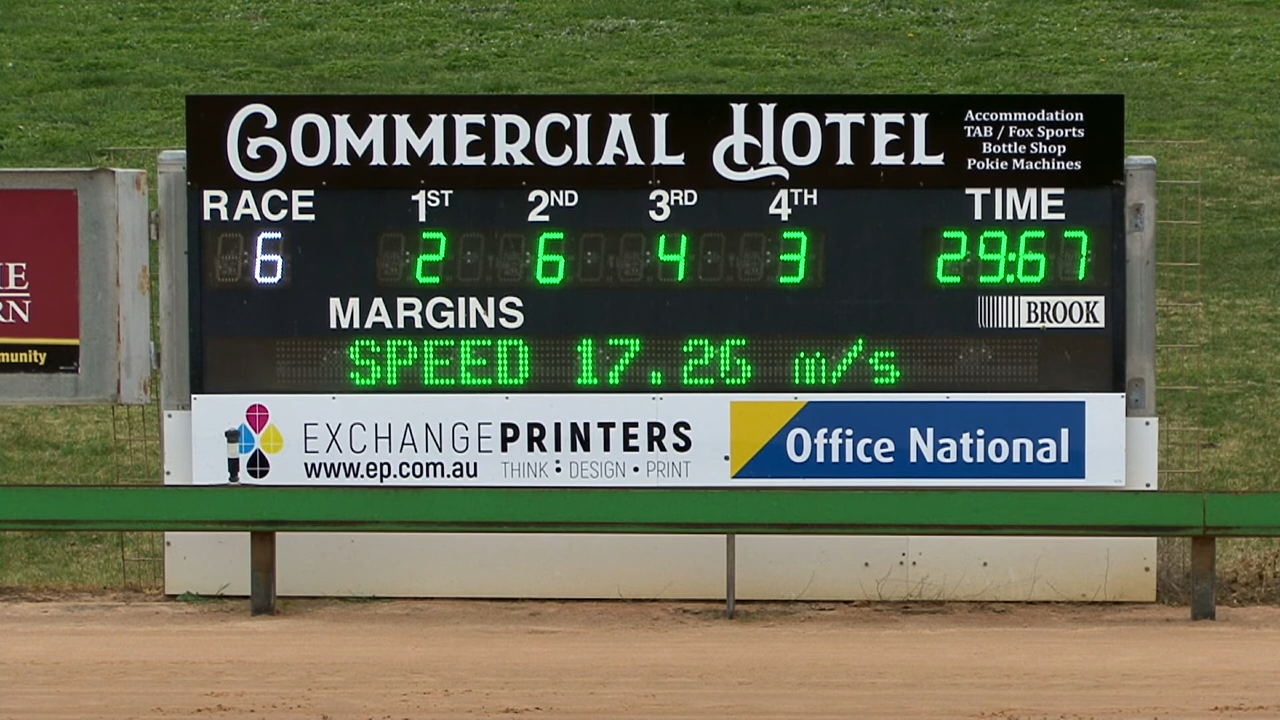 COMMERCIAL HOTEL
Accommodation
TAB / Fox Sports
Bottle Shop
Pokie Machines
RACE 1ST 2ND 3RD 4TH TIME
6 2 6 4 3 29:67
MARGINS
BROOK
SPEED 17.26 m/s
EXCHANGEPRINTERS
www.ep.com.au THINK • DESIGN • PRINT
Office National